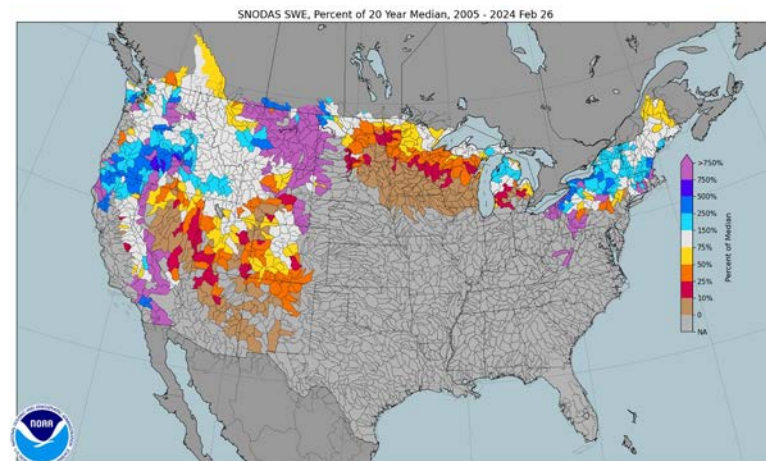 SNODAS SWE, Percent of 20 Year Median, 2005 - 2024 Feb 26
>750%
750%
500%
250%
150%
75%
50%
25%
10%
0
NA
Percent of Median
NOAA